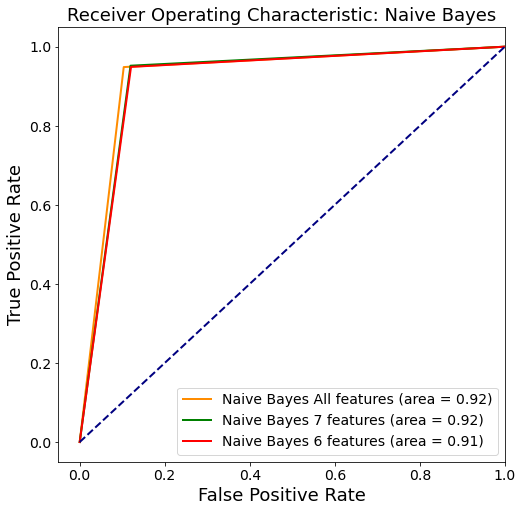 Receiver Operating Characteristic: Naive Bayes
True Positive Rate
1.0
0.8
0.6
0.4
0.2
0.0
Naive Bayes All features (area = 0.92)
Naive Bayes 7 features (area = 0.92)
Naive Bayes 6 features (area = 0.91)
0.0 0.2 0.4 0.6 0.8 1.0
False Positive Rate